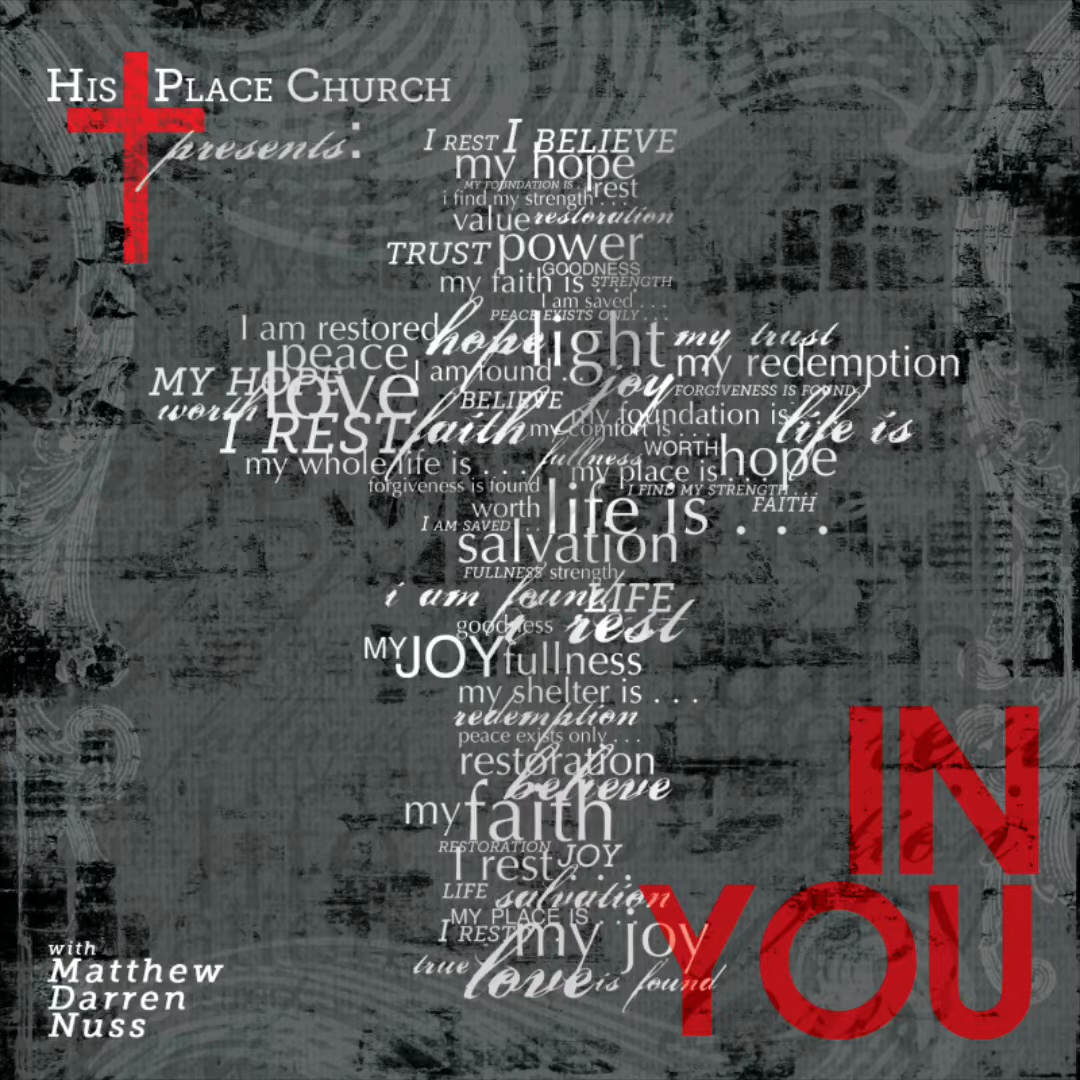 His Place Church
presents:
I REST I BELIEVE
my hope
MY FOUNDATION IS . . . rest
i find my strength . . .
value restoration
TRUST power
GOODNESS
my faith is . . . STRENGTH
I am saved . . .
PEACE EXISTS ONLY . . .
I am restored hope light my trust
peace I am found . . . my redemption
MY HOPE love joy FORGIVENESS IS FOUND
worth BELIEVE my foundation is . . .
I REST faith my comfort is . . . life is
WORTH hope
my whole life is . . . fullness my place is . . .
forgiveness is found I FIND MY STRENGTH . . .
worth life is . . . FAITH
I AM SAVED . . .
salvation
FULLNESS strength
i am found LIFE
goodness i rest
MY JOY fullness
my shelter is . . .
redemption
peace exists only . . .
restoration
believe
my faith
RESTORATION
I rest . . . JOY
LIFE salvation
MY PLACE IS . . .
I REST my joy
true love is found
IN
YOU
with
Matthew
Darren
Nuss